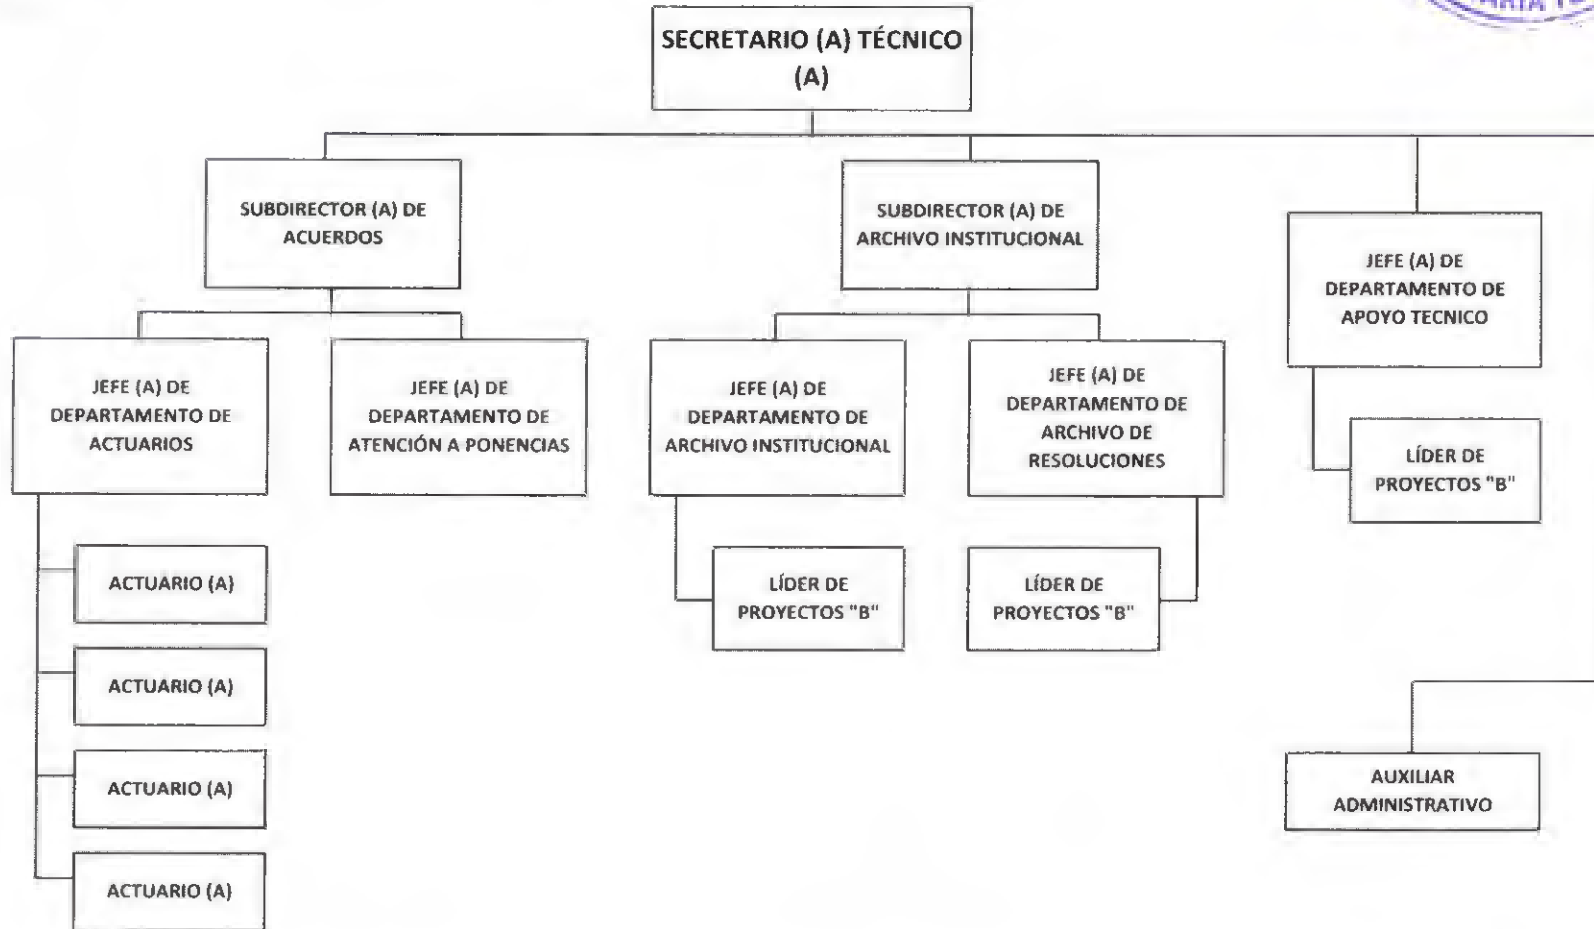 SECRETARIO (A) TÉCNICO
(A)
SUBDIRECTOR (A) DE
ACUERDOS
SUBDIRECTOR (A) DE
ARCHIVO INSTITUCIONAL
JEFE (A) DE
DEPARTAMENTO DE
APOYO TECNICO
JEFE (A) DE
DEPARTAMENTO DE
ACTUARIOS
JEFE (A) DE
DEPARTAMENTO DE
ATENCIÓN A PONENCIAS
JEFE (A) DE
DEPARTAMENTO DE
ARCHIVO INSTITUCIONAL
JEFE (A) DE
DEPARTAMENTO DE
ARCHIVO DE
RESOLUCIONES
LÍDER DE
PROYECTOS "B"
ACTUARIO (A)
LÍDER DE
PROYECTOS "B"
LÍDER DE
PROYECTOS "B"
ACTUARIO (A)
ACTUARIO (A)
AUXILIAR
ADMINISTRATIVO
ACTUARIO (A)